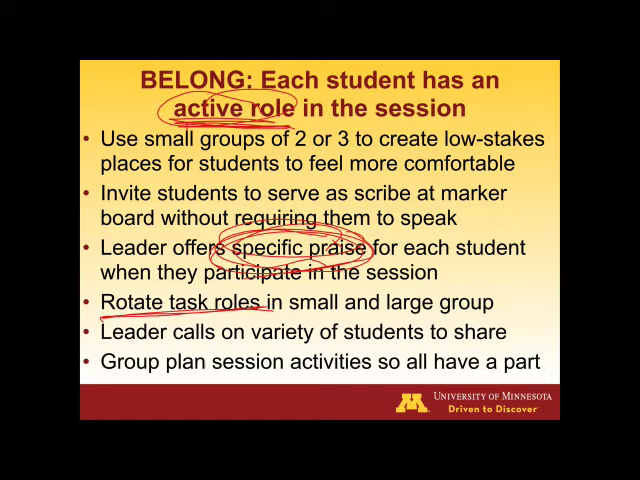 BELONG: Each student has an
active role in the session
• Use small groups of 2 or 3 to create low-stakes
places for students to feel more comfortable
• Invite students to serve as scribe at marker
board without requiring them to speak
• Leader offers specific praise for each student
when they participate in the session
• Rotate task roles in small and large group
• Leader calls on variety of students to share
• Group plan session activities so all have a part
M UNIVERSITY OF MINNESOTA
Driven to Discover℠